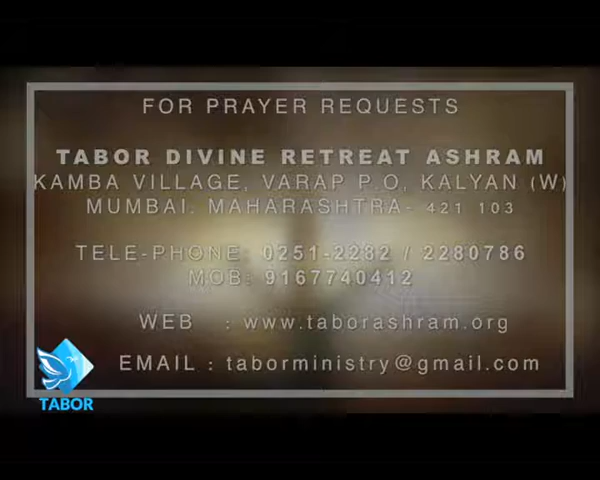 FOR PRAYER REQUESTS
TABOR DIVINE RETREAT ASHRAM
KAMBA VILLAGE, VARAP P.O, KALYAN (W)
MUMBAI. MAHARASHTRA- 421 103
TELE-PHONE: 0251-2282 / 2280786
MOB: 9167740412
WEB : www.taborashram.org
EMAIL : taborministry@gmail.com
TABOR